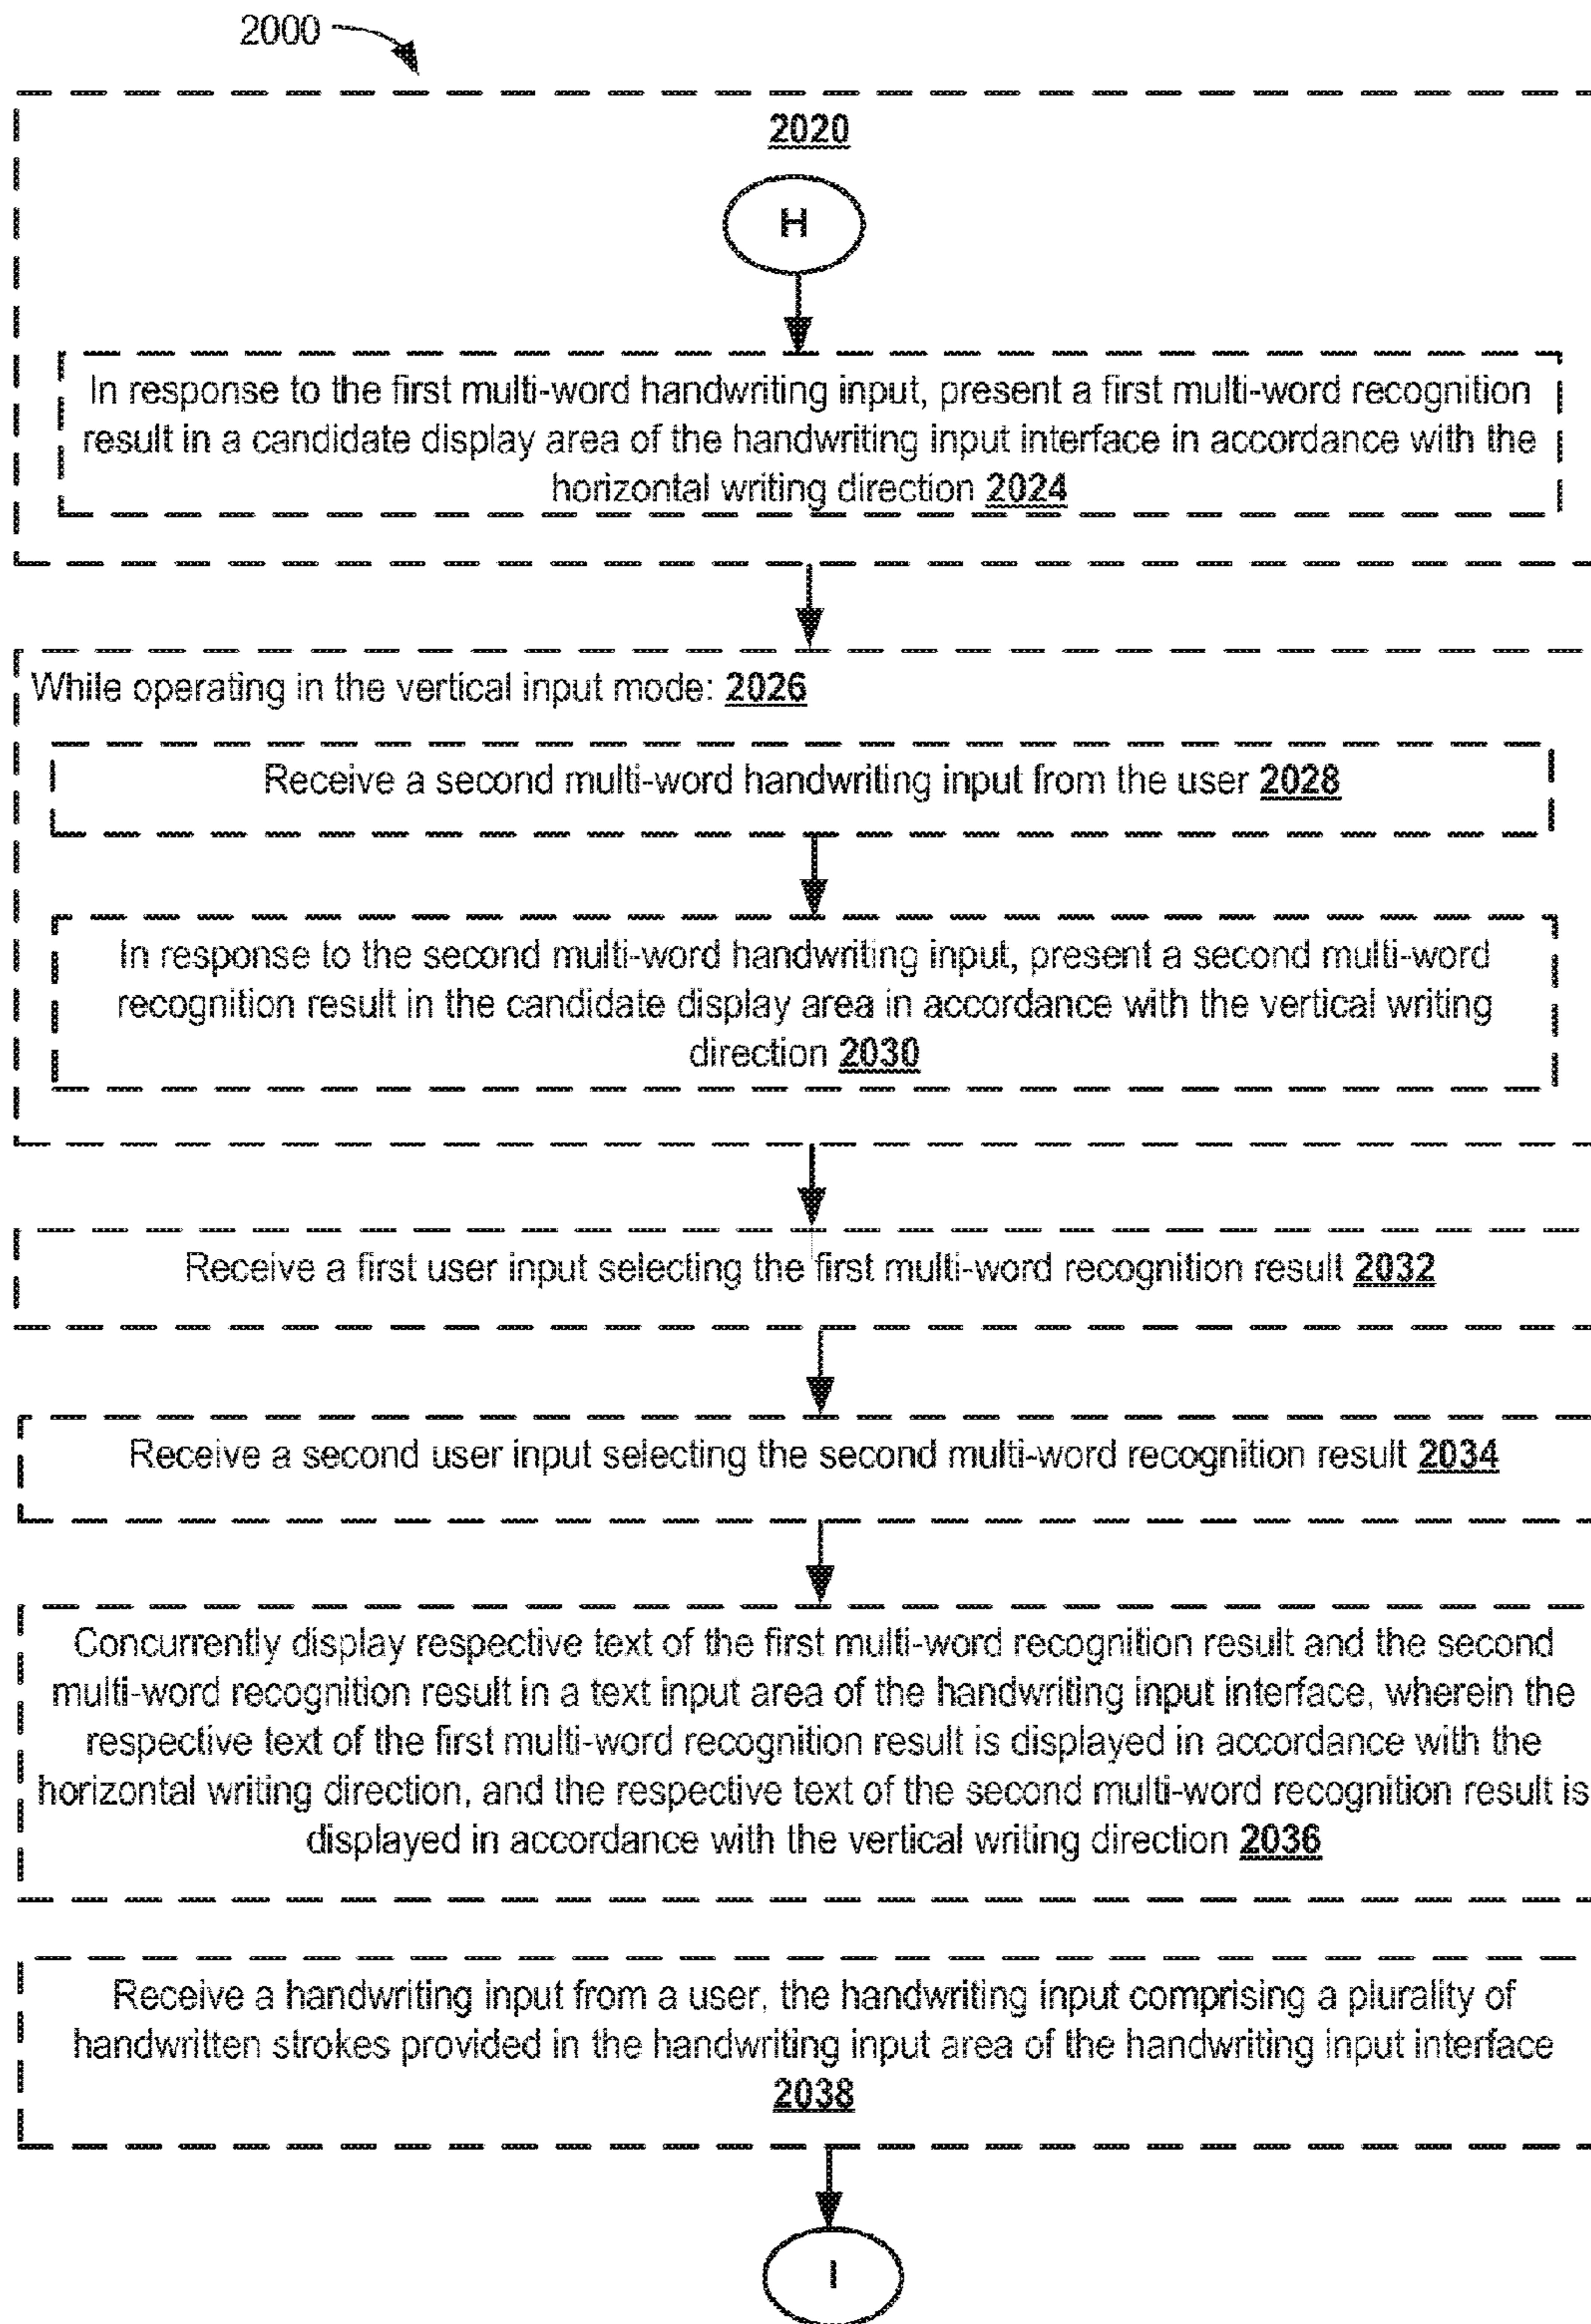 2000
2020
H
In response to the first multi-word handwriting input, present a first multi-word recognition
result in a candidate display area of the handwriting input interface in accordance with the
horizontal writing direction 2024
While operating in the vertical input mode: 2026
Receive a second multi-word handwriting input from the user 2028
In response to the second multi-word handwriting input, present a second multi-word
recognition result in the candidate display area in accordance with the vertical writing
direction 2030
Receive a first user input selecting the first multi-word recognition result 2032
Receive a second user input selecting the second multi-word recognition result 2034
Concurrently display respective text of the first multi-word recognition result and the second
multi-word recognition result in a text input area of the handwriting input interface, wherein the
respective text of the first multi-word recognition result is displayed in accordance with the
horizontal writing direction, and the respective text of the second multi-word recognition result is
displayed in accordance with the vertical writing direction 2036
Receive a handwriting input from a user, the handwriting input comprising a plurality of
handwritten strokes provided in the handwriting input area of the handwriting input interface
2038
I